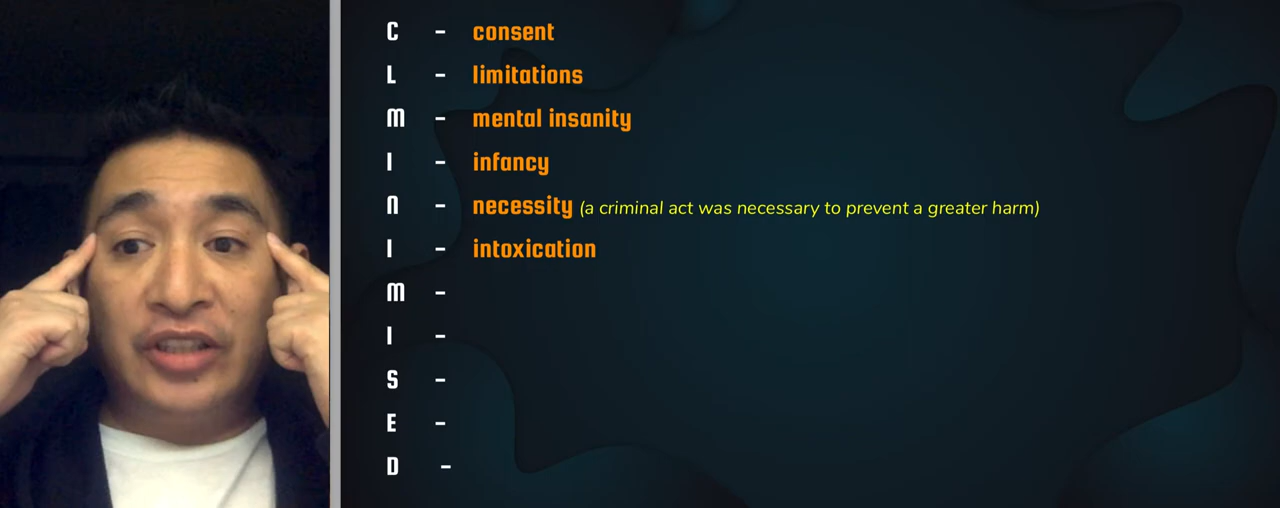 C - consent
L - limitations
M - mental insanity
I - infancy
N - necessity (a criminal act was necessary to prevent a greater harm)
I - intoxication
M -
I -
S -
E -
D -